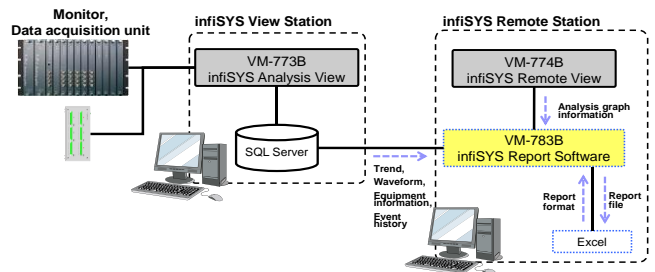 Monitor,
Data acquisition unit
infiSYS View Station
VM-773B
infiSYS Analysis View
SQL Server
Trend,
Waveform,
Equipment
information,
Event
history
infiSYS Remote Station
VM-774B
infiSYS Remote View
Analysis graph
information
VM-783B
infiSYS Report Software
Report
format
Report
file
Excel